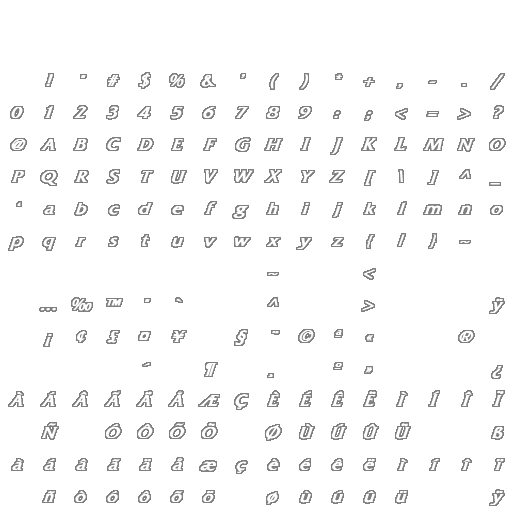 ! " # $ % & ' ( ) * + , - . /
0 1 2 3 4 5 6 7 8 9 : ; < = > ?
@ A B C D E F G H I J K L M N O
P Q R S T U V W X Y Z [ \ ] ^ _
‘ a b c d e f g h i j k l m n o
p q r s t u v w x y z { | } ~
< 
… ‰ ™ ^ > ÿ
¡ ¢ £ ¤ ¥ § © ª « ®
¶ º » ¿
À Á Â Ã Ä Å Æ Ç È É Ê Ë Ì Í Î Ï
Ñ Ò Ó Ô Õ Ö Ø Ù Ú Û Ü ß
à á â ã ä å æ ç è é ê ë ì í î ï
ñ ò ó ô õ ö ø ù ú û ü ÿ